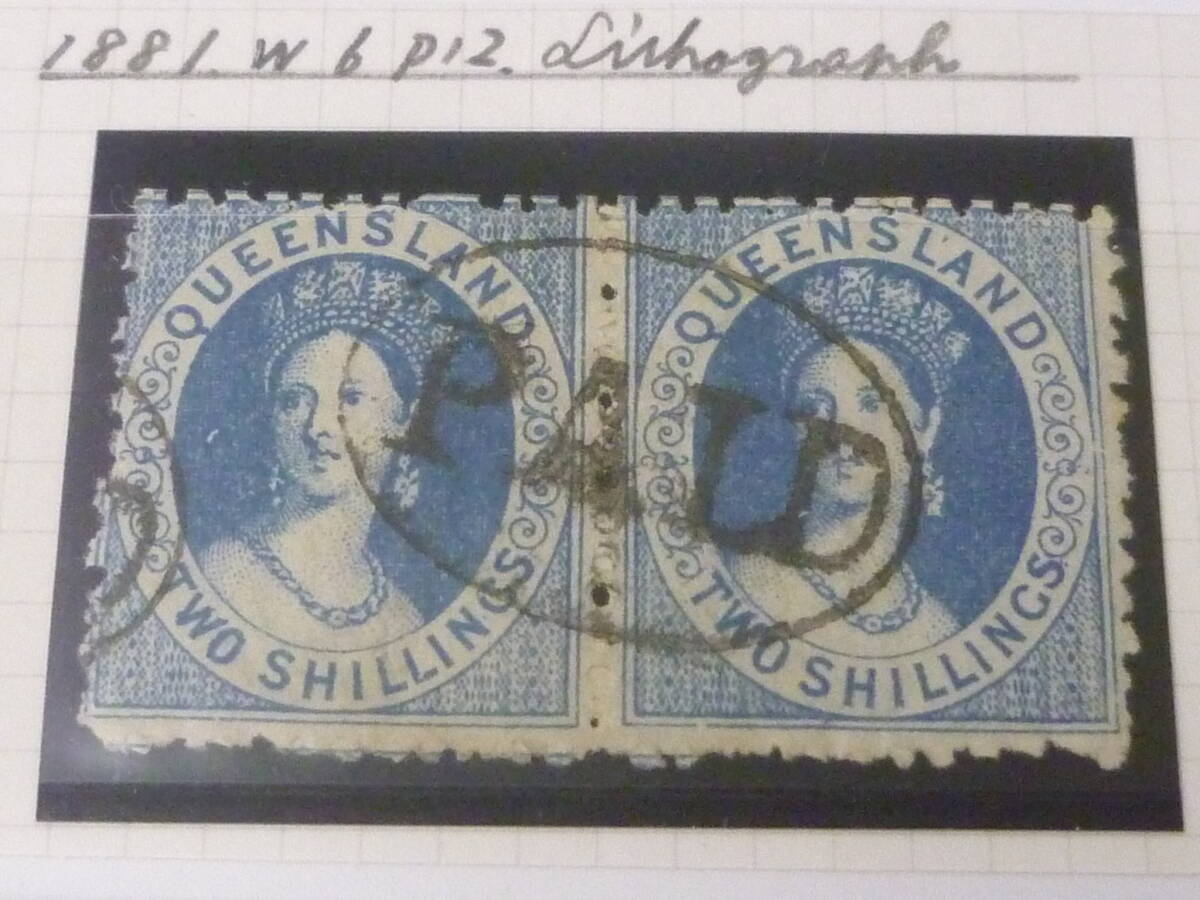 1881. W 6 P12. Lithograph
QUEENSLAND
TWO SHILLINGS
QUEENSLAND
TWO SHILLINGS
PAID